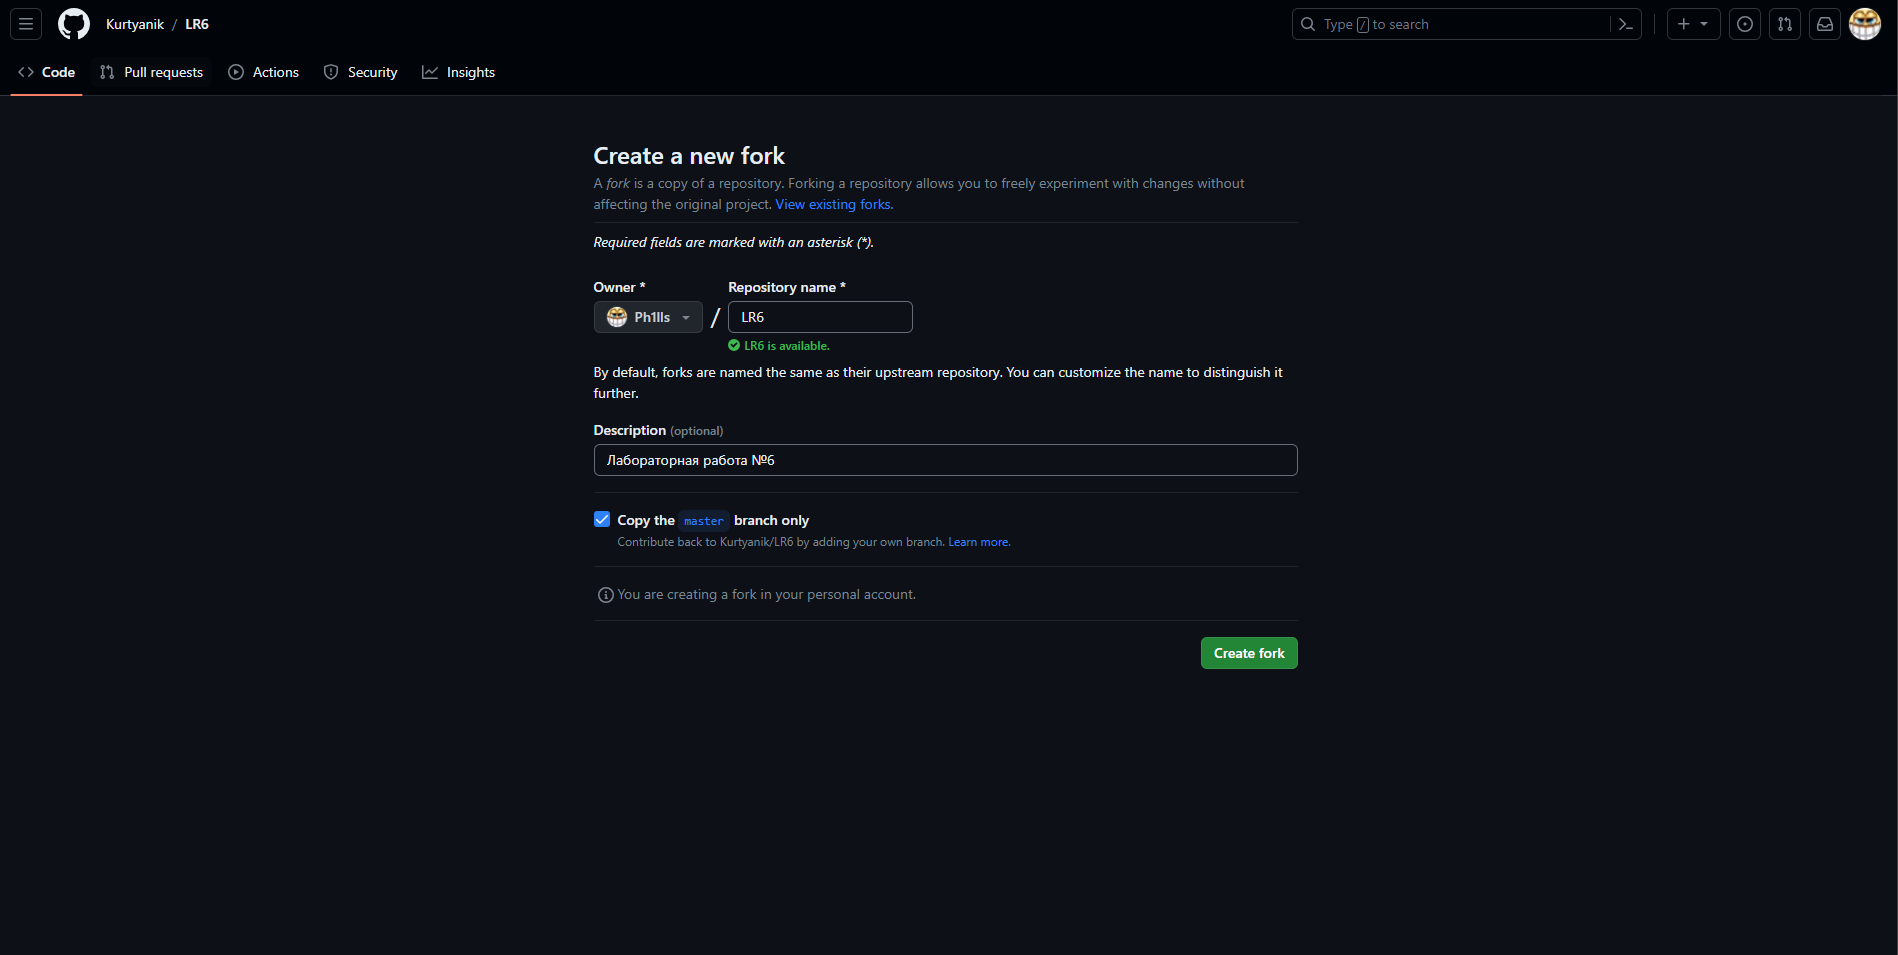 Kurtyanik / LR6
Type / to search
Code Pull requests Actions Security Insights
Create a new fork
A fork is a copy of a repository. Forking a repository allows you to freely experiment with changes without
affecting the original project. View existing forks.
Required fields are marked with an asterisk (*).
Owner * Repository name *
Ph1lls / LR6
LR6 is available.
By default, forks are named the same as their upstream repository. You can customize the name to distinguish it
further.
Description (optional)
Лабораторная работа №6
Copy the master branch only
Contribute back to Kurtyanik/LR6 by adding your own branch. Learn more.
You are creating a fork in your personal account.
Create fork